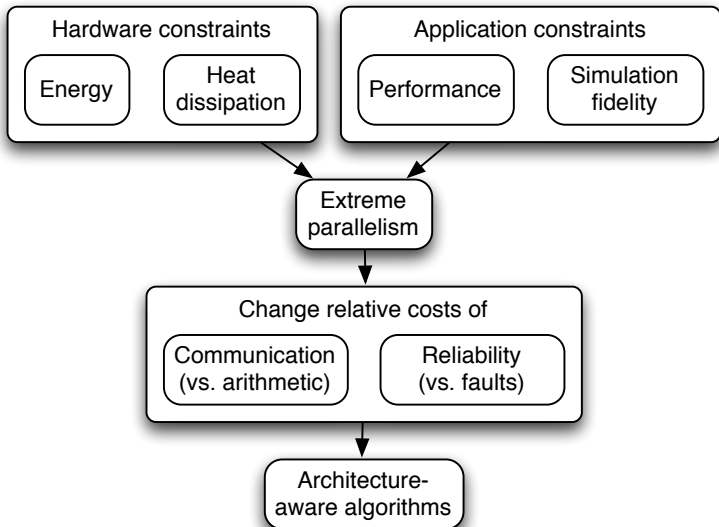 Hardware constraints
Energy
Heat
dissipation
Application constraints
Performance
Simulation
fidelity
Extreme
parallelism
Change relative costs of
Communication
(vs. arithmetic)
Reliability
(vs. faults)
Architecture-
aware algorithms